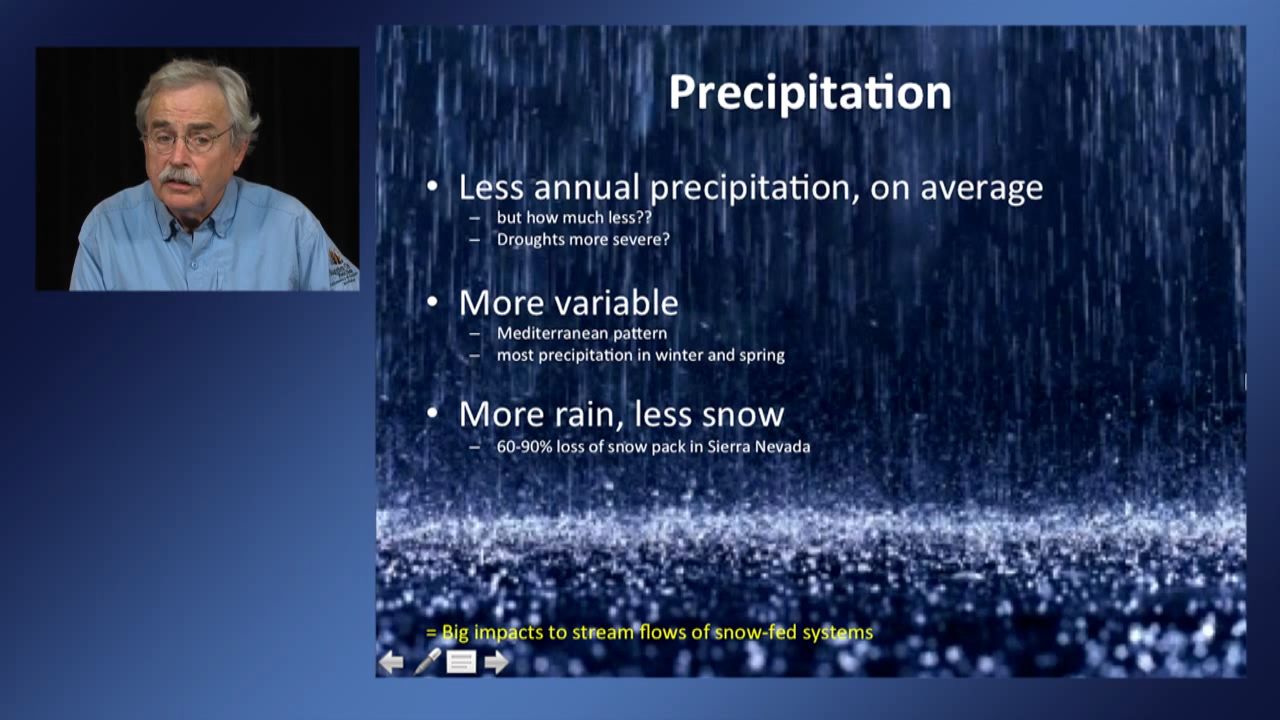 Precipitation
• Less annual precipitation, on average
– but how much less??
– Droughts more severe?
• More variable
– Mediterranean pattern
– most precipitation in winter and spring
• More rain, less snow
– 60-90% loss of snow pack in Sierra Nevada
= Big impacts to stream flows of snow-fed systems